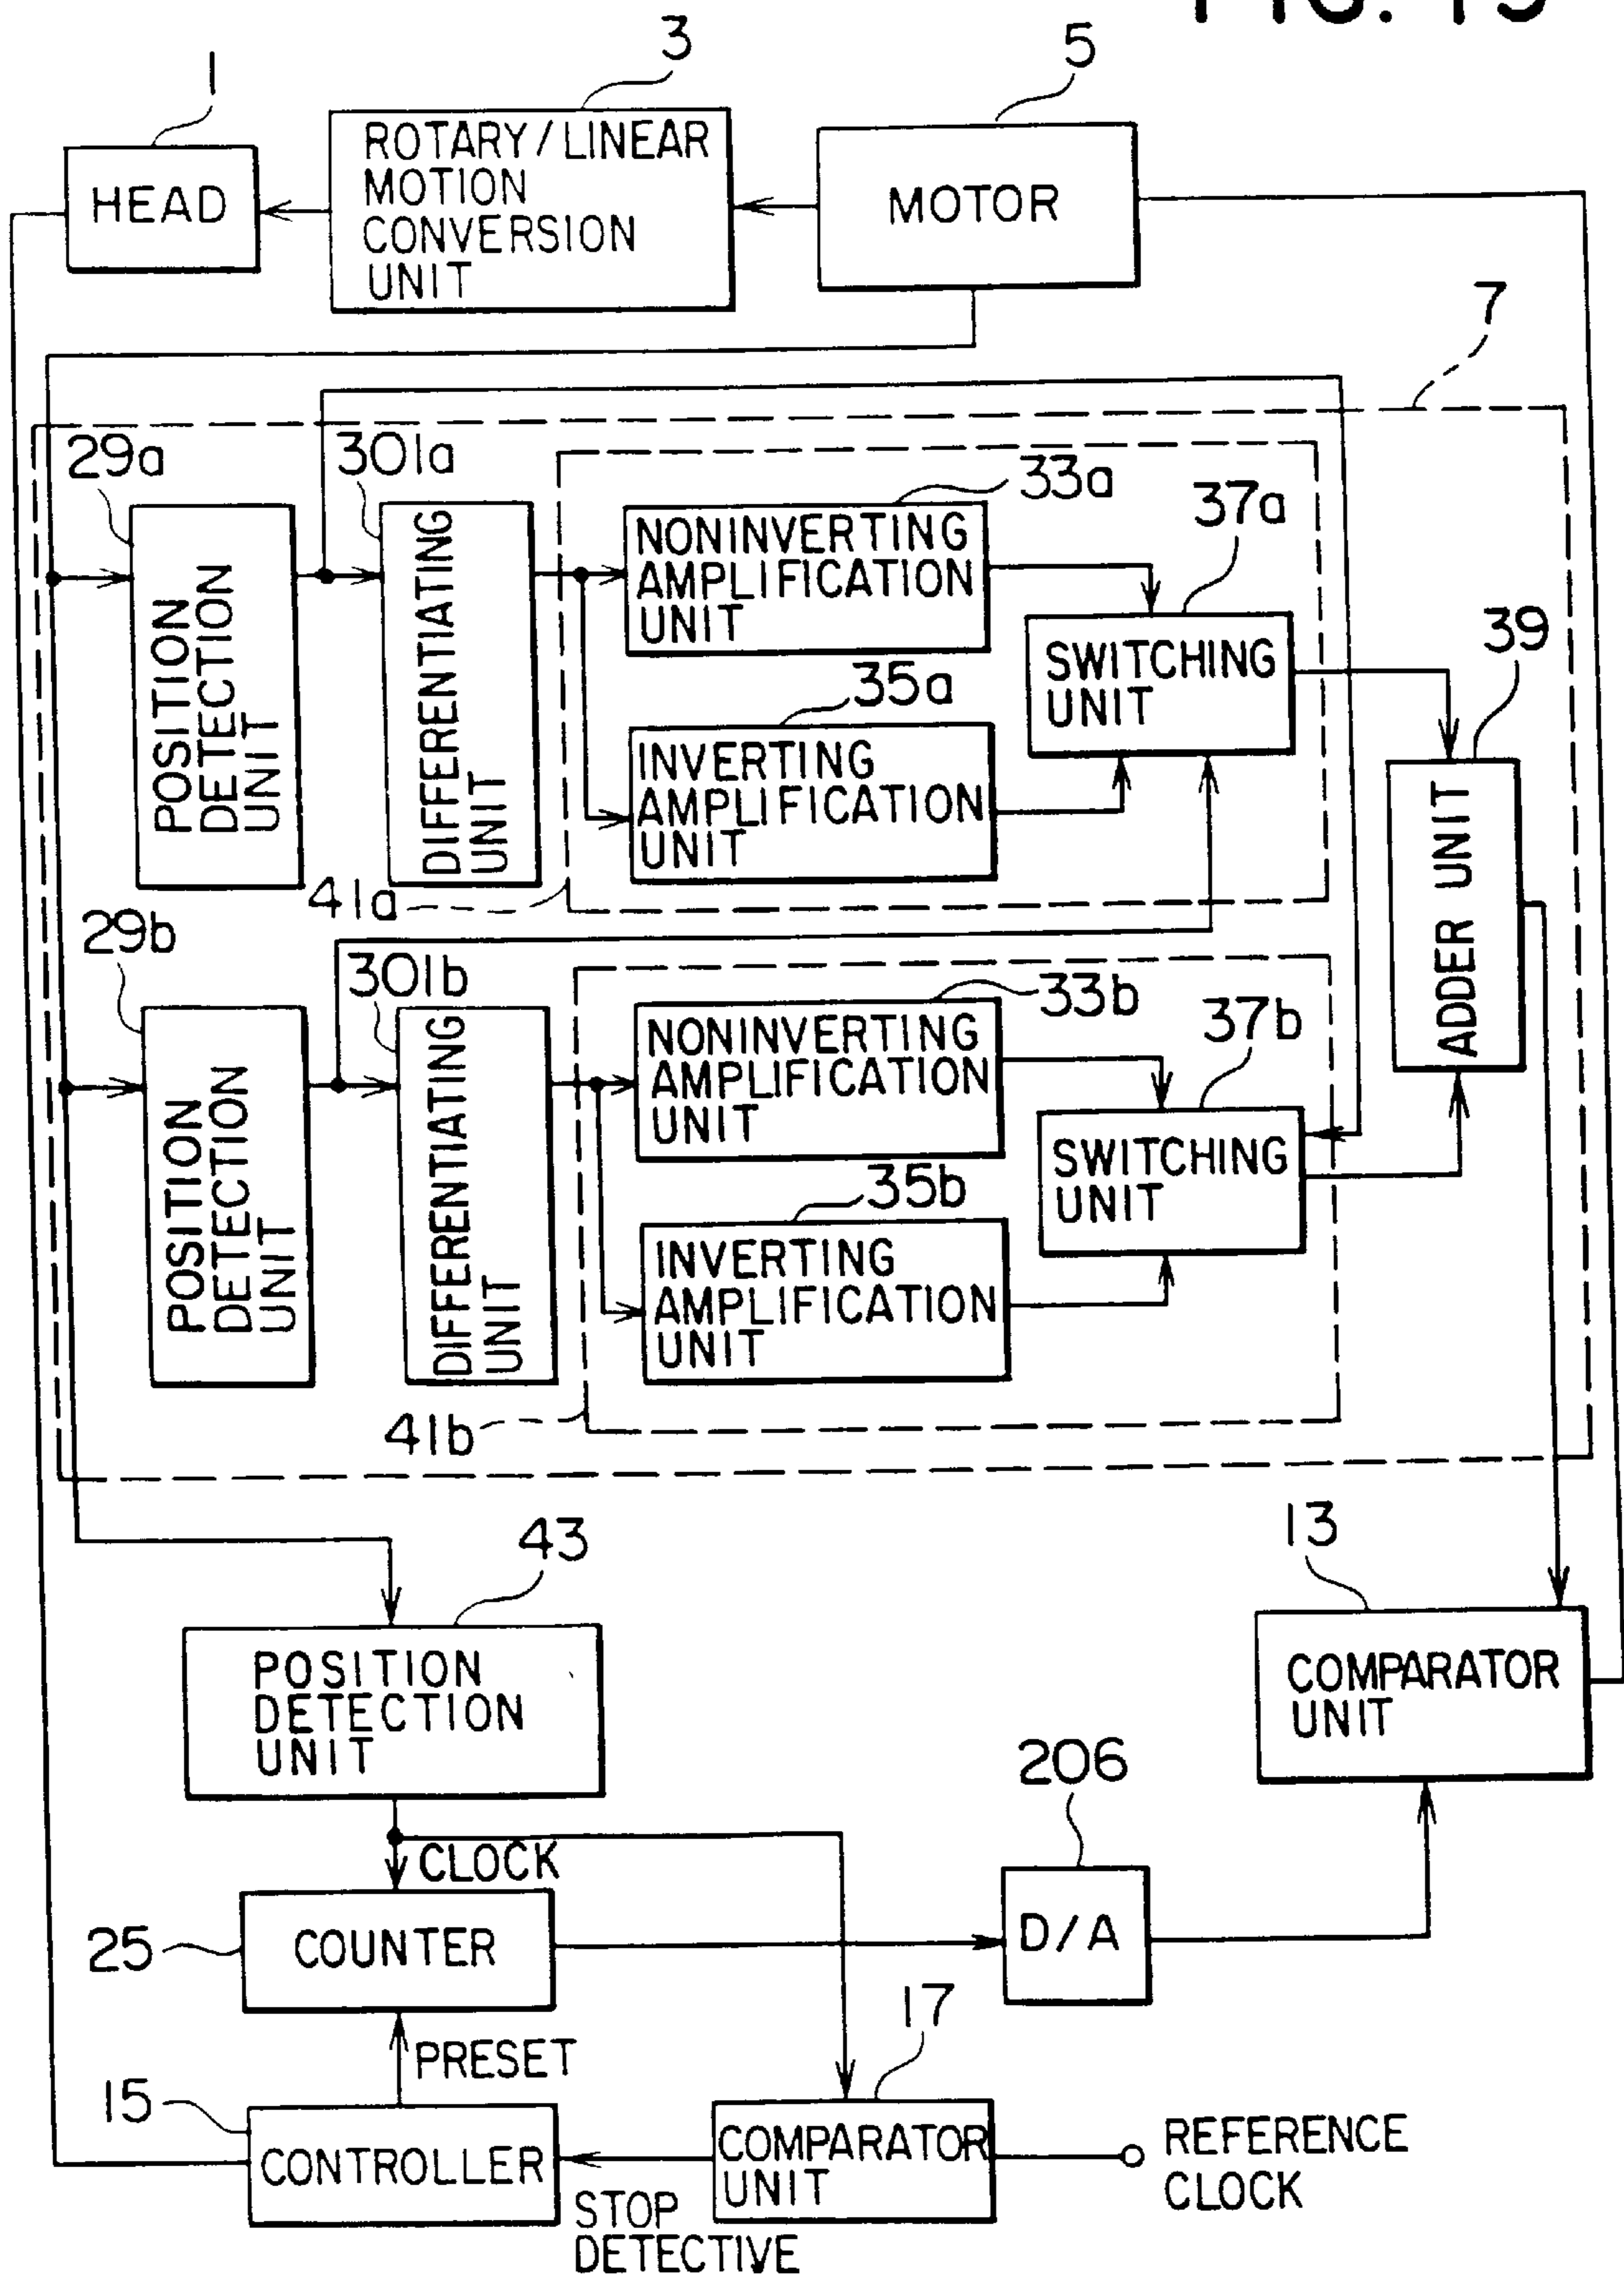 1
3
5
HEAD
ROTARY/LINEAR
MOTION
CONVERSION
UNIT
MOTOR
7
29a
301a
33a
37a
POSITION
DETECTION
UNIT
DIFFERENTIATING
UNIT
NONINVERTING
AMPLIFICATION
UNIT
SWITCHING
UNIT
39
35a
INVERTING
AMPLIFICATION
UNIT
ADDER UNIT
41a
29b
301b
33b
37b
POSITION
DETECTION
UNIT
DIFFERENTIATING
UNIT
NONINVERTING
AMPLIFICATION
UNIT
SWITCHING
UNIT
35b
INVERTING
AMPLIFICATION
UNIT
41b
43
13
POSITION
DETECTION
UNIT
COMPARATOR
UNIT
206
CLOCK
25
COUNTER
D/A
17
PRESET
15
CONTROLLER
COMPARATOR
UNIT
REFERENCE
CLOCK
STOP
DETECTIVE